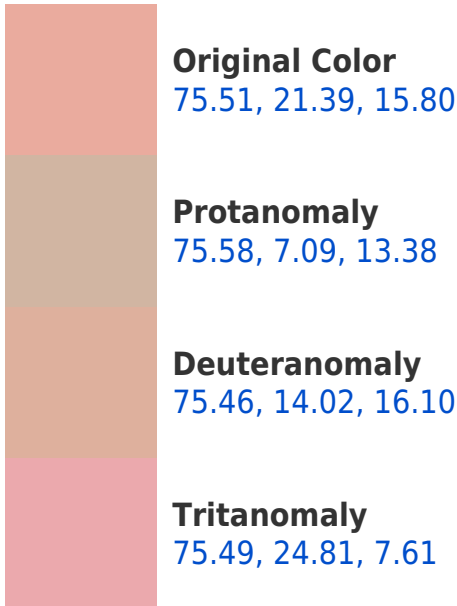 Original Color
75.51, 21.39, 15.80
Protanomaly
75.58, 7.09, 13.38
Deuteranomaly
75.46, 14.02, 16.10
Tritanomaly
75.49, 24.81, 7.61